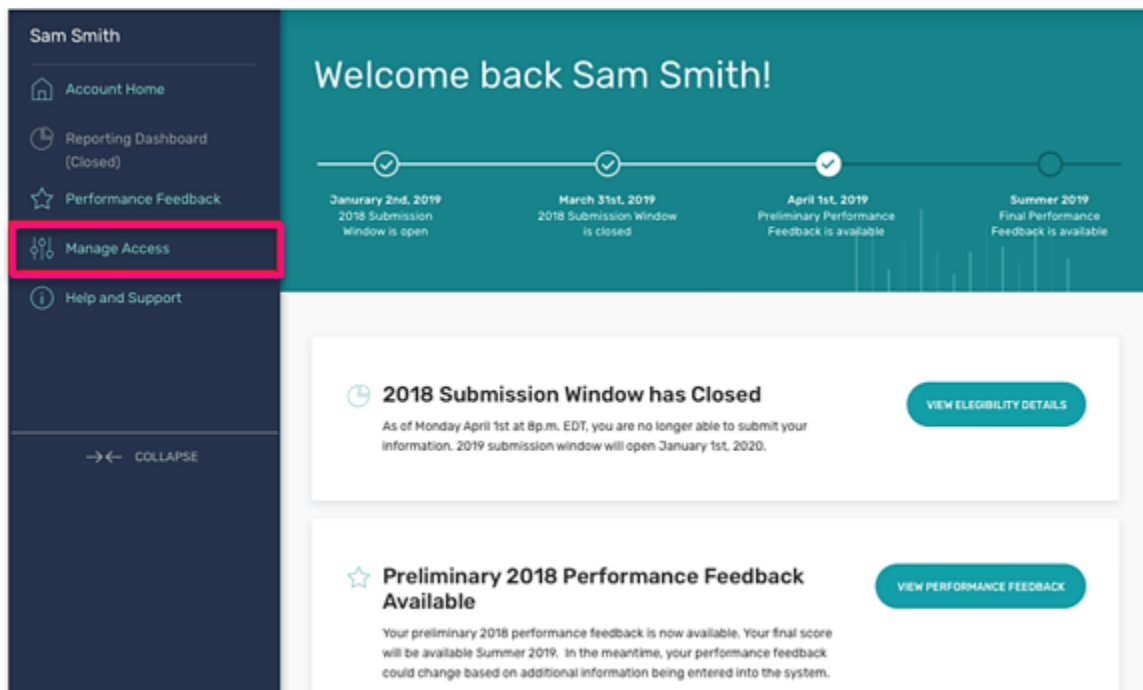 Sam Smith
Account Home
Reporting Dashboard
(Closed)
Performance Feedback
Manage Access
Help and Support
→← COLLAPSE
Welcome back Sam Smith!
Janurary 2nd, 2019
2018 Submission
Window is open
March 31st, 2019
2018 Submission Window
is closed
April 1st, 2019
Preliminary Performance
Feedback is available
Summer 2019
Final Performance
Feedback is available
2018 Submission Window has Closed
As of Monday April 1st at 8p.m. EDT, you are no longer able to submit your
information. 2019 submission window will open January 1st, 2020.
VIEW ELEGIBILITY DETAILS
Preliminary 2018 Performance Feedback
Available
Your preliminary 2018 performance feedback is now available. Your final score
will be available Summer 2019. In the meantime, your performance feedback
could change based on additional information being entered into the system.
VIEW PERFORMANCE FEEDBACK